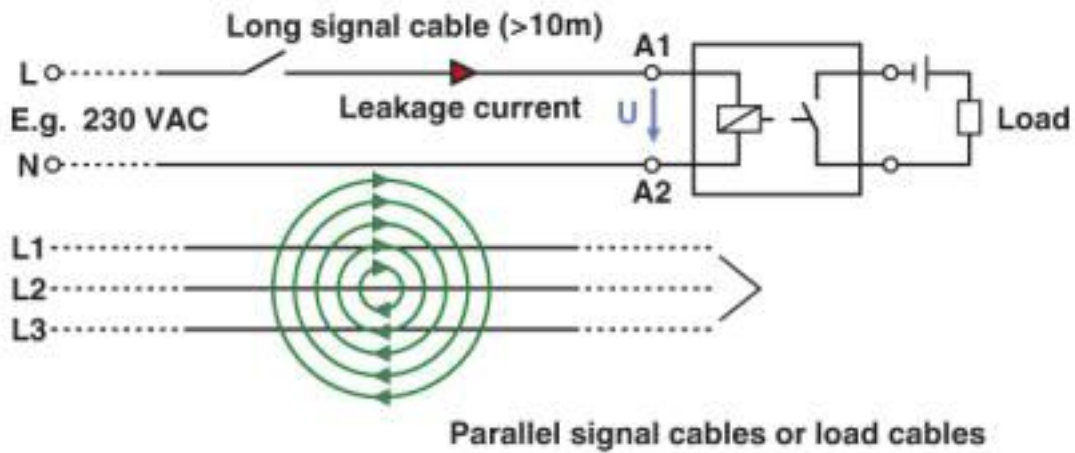 Long signal cable (>10m)
A1
L
Leakage current
U
E.g. 230 VAC
Load
N
A2
L1
L2
L3
Parallel signal cables or load cables